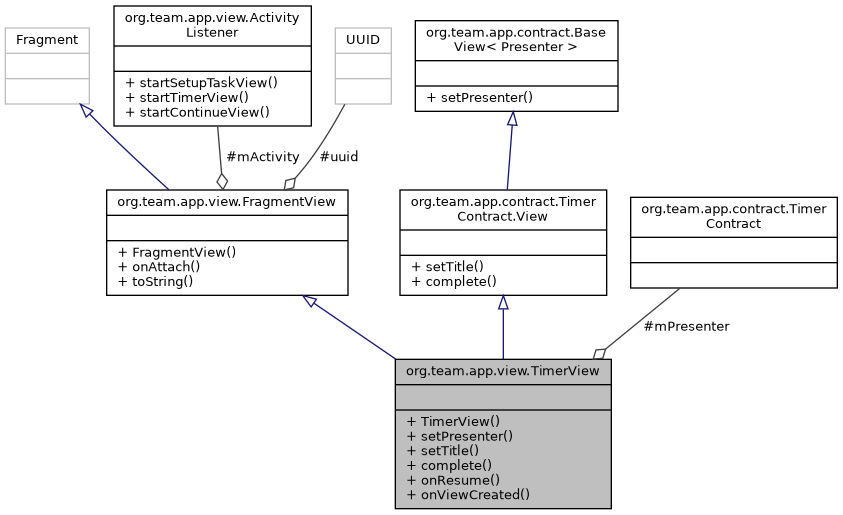 Fragment
org.team.app.view.Activity
Listener
+ startSetupTaskView()
+ startTimerView()
+ startContinueView()
UUID
org.team.app.contract.Base
View< Presenter >
+ setPresenter()
#mActivity
#uuid
org.team.app.view.FragmentView
+ FragmentView()
+ onAttach()
+ toString()
org.team.app.contract.Timer
Contract.View
+ setTitle()
+ complete()
org.team.app.contract.Timer
Contract
#mPresenter
org.team.app.view.TimerView
+ TimerView()
+ setPresenter()
+ setTitle()
+ complete()
+ onResume()
+ onViewCreated()